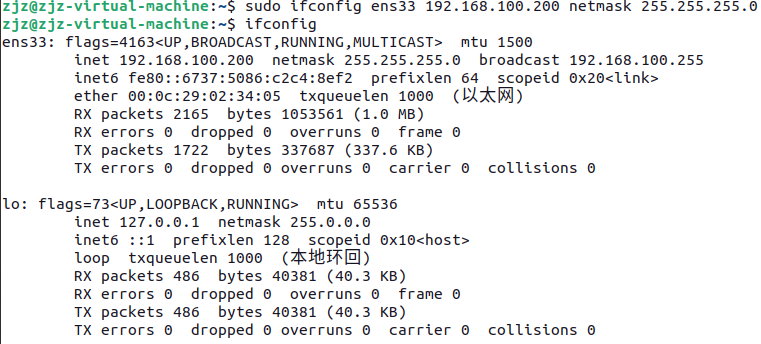 zjz@zjz-virtual-machine:~$ sudo ifconfig ens33 192.168.100.200 netmask 255.255.255.0
zjz@zjz-virtual-machine:~$ ifconfig
ens33: flags=4163<UP,BROADCAST,RUNNING,MULTICAST>  mtu 1500
        inet 192.168.100.200  netmask 255.255.255.0  broadcast 192.168.100.255
        inet6 fe80::6737:5086:c2c4:8ef2  prefixlen 64  scopeid 0x20<link>
        ether 00:0c:29:02:34:05  txqueuelen 1000  (以太网)
        RX packets 2165  bytes 1053561 (1.0 MB)
        RX errors 0  dropped 0  overruns 0  frame 0
        TX packets 1722  bytes 337687 (337.6 KB)
        TX errors 0  dropped 0 overruns 0  carrier 0  collisions 0

lo: flags=73<UP,LOOPBACK,RUNNING>  mtu 65536
        inet 127.0.0.1  netmask 255.0.0.0
        inet6 ::1  prefixlen 128  scopeid 0x10<host>
        loop  txqueuelen 1000  (本地环回)
        RX packets 486  bytes 40381 (40.3 KB)
        RX errors 0  dropped 0  overruns 0  frame 0
        TX packets 486  bytes 40381 (40.3 KB)
        TX errors 0  dropped 0 overruns 0  carrier 0  collisions 0